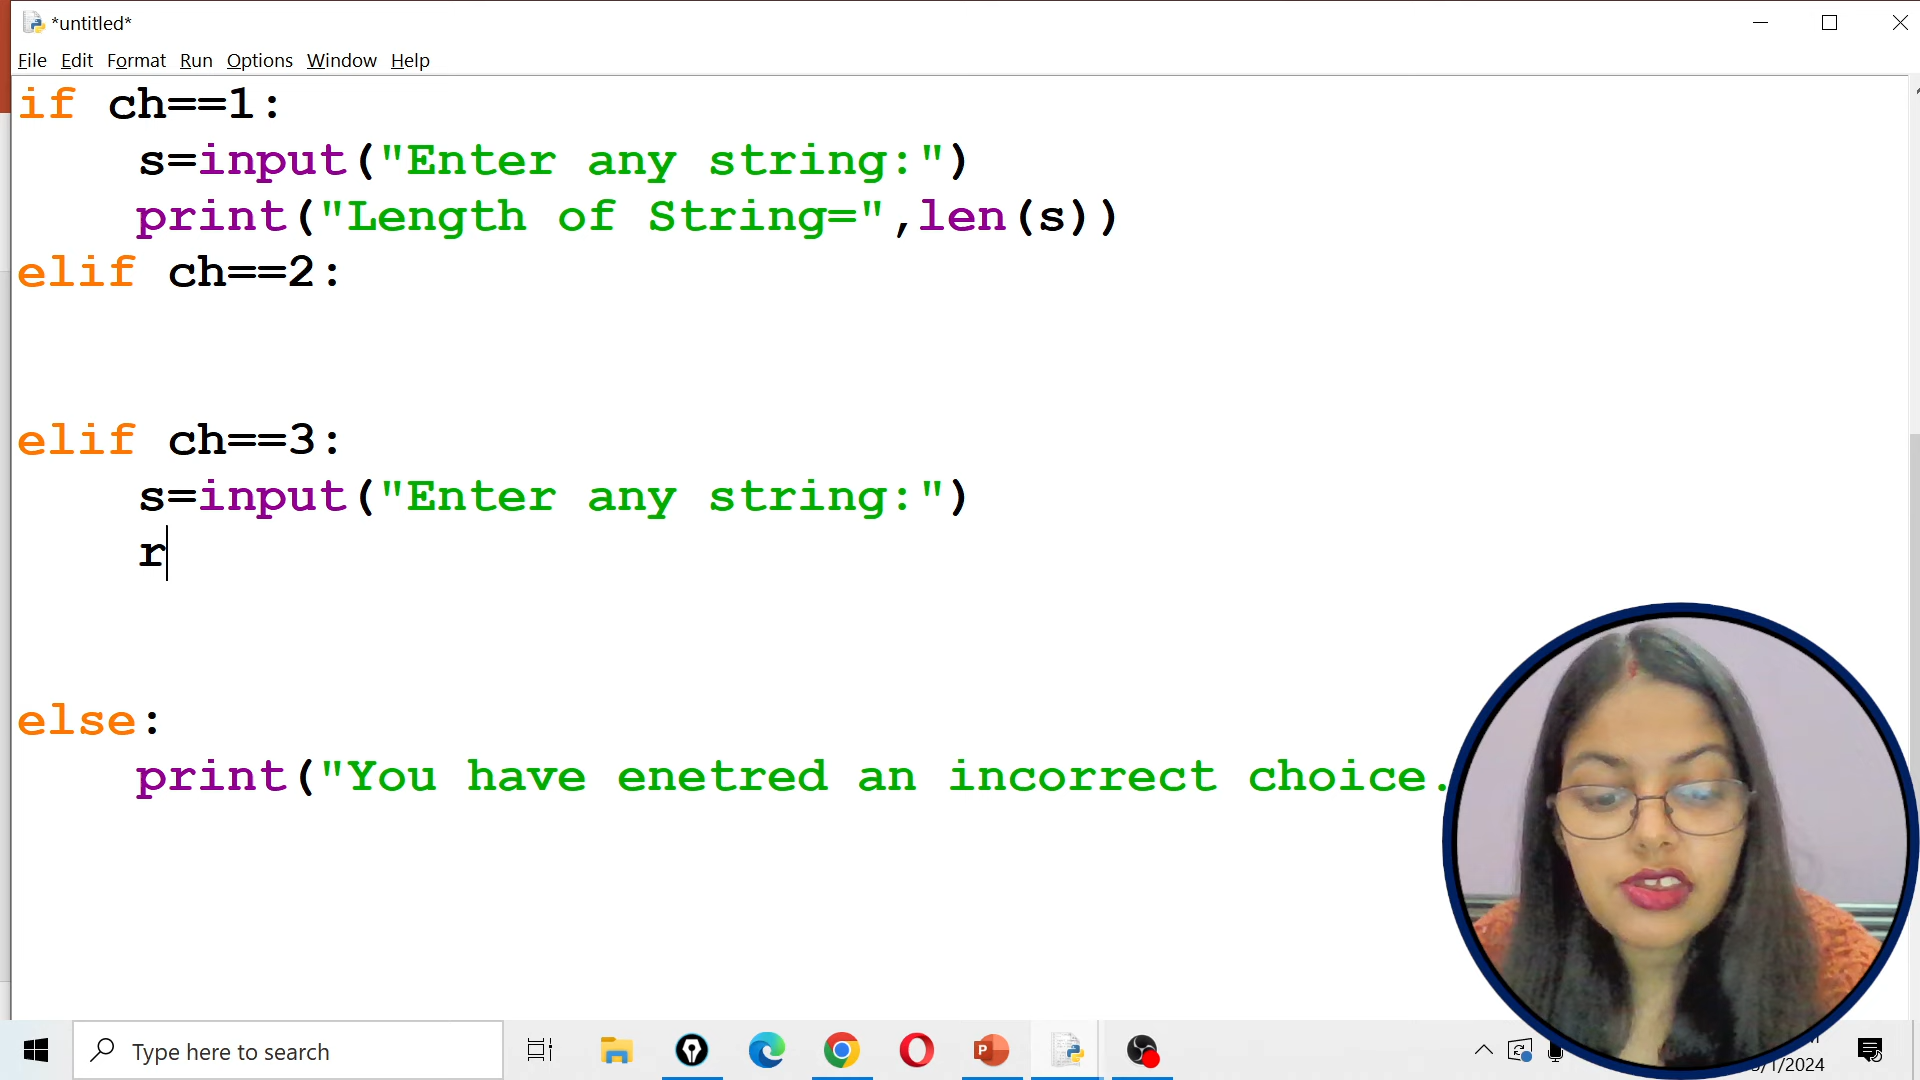 *untitled*
File Edit Format Run Options Window Help
if ch==1:
s=input("Enter any string:")
print("Length of String=",len(s))
elif ch==2:
elif ch==3:
s=input("Enter any string:")
r
else:
print("You have enetred an incorrect choice.
Type here to search
/1/2024